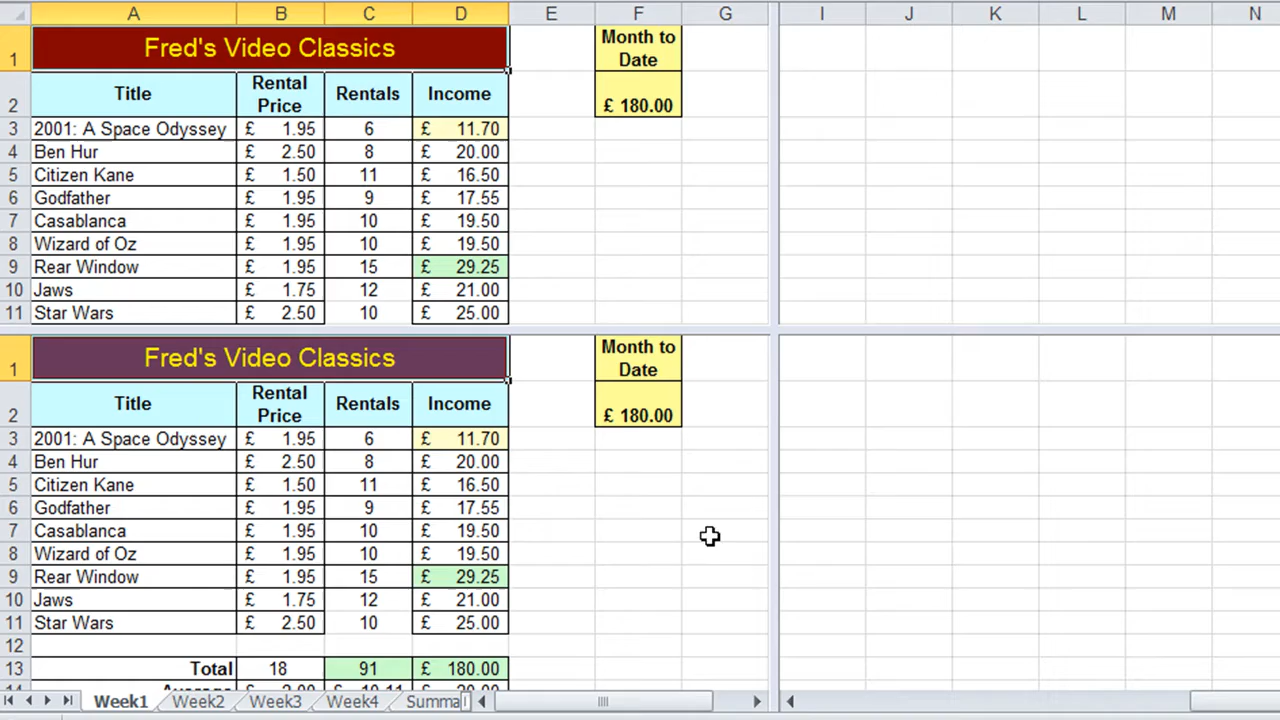 A B C D E F G I J K L M N
1 Fred's Video Classics Month to Date
2 Title Rental Price Rentals Income £ 180.00
3 2001: A Space Odyssey £ 1.95 6 £ 11.70
4 Ben Hur £ 2.50 8 £ 20.00
5 Citizen Kane £ 1.50 11 £ 16.50
6 Godfather £ 1.95 9 £ 17.55
7 Casablanca £ 1.95 10 £ 19.50
8 Wizard of Oz £ 1.95 10 £ 19.50
9 Rear Window £ 1.95 15 £ 29.25
10 Jaws £ 1.75 12 £ 21.00
11 Star Wars £ 2.50 10 £ 25.00
1 Fred's Video Classics Month to Date
2 Title Rental Price Rentals Income £ 180.00
3 2001: A Space Odyssey £ 1.95 6 £ 11.70
4 Ben Hur £ 2.50 8 £ 20.00
5 Citizen Kane £ 1.50 11 £ 16.50
6 Godfather £ 1.95 9 £ 17.55
7 Casablanca £ 1.95 10 £ 19.50
8 Wizard of Oz £ 1.95 10 £ 19.50
9 Rear Window £ 1.95 15 £ 29.25
10 Jaws £ 1.75 12 £ 21.00
11 Star Wars £ 2.50 10 £ 25.00
12
13 Total 18 91 £ 180.00
Week1 Week2 Week3 Week4 Summa